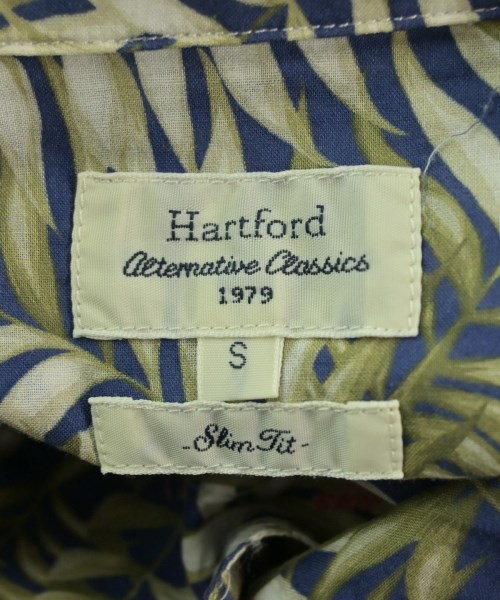 Hartford
Alternative Classics
1979
S
-Slim Fit-